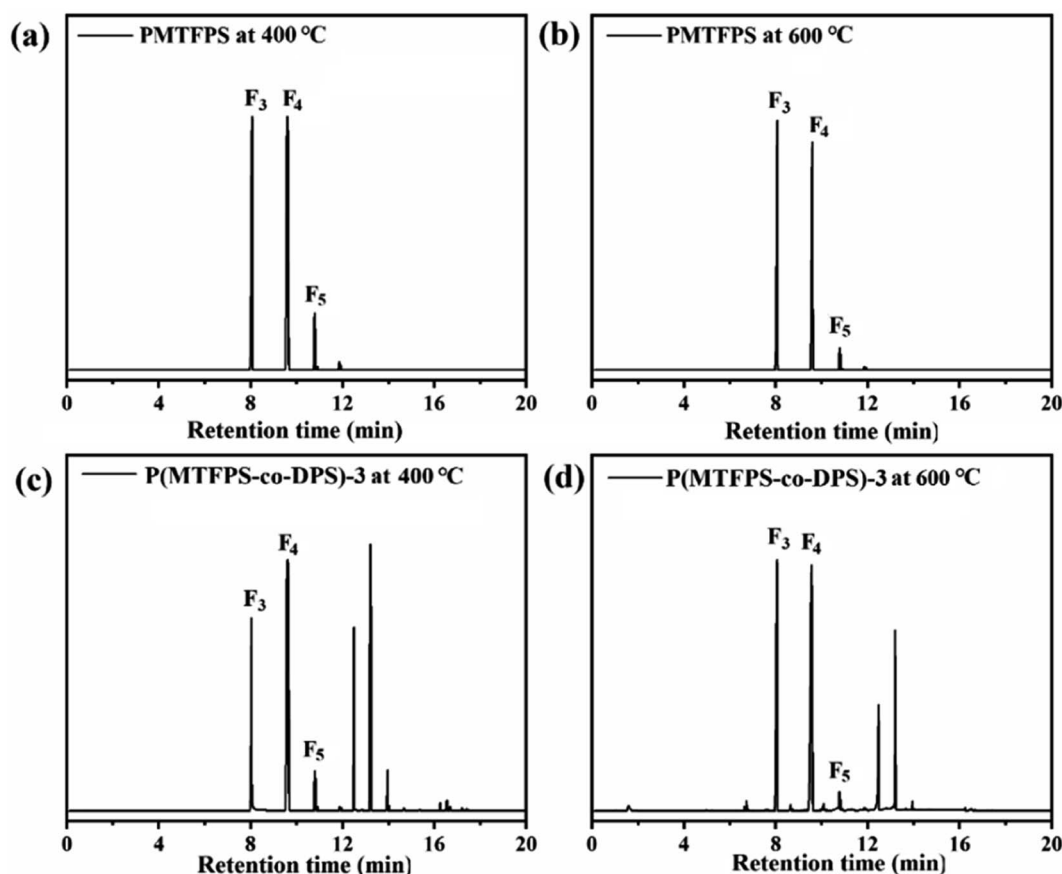 (a)
PMTFPS at 400 °C
F₃ F₄
F₅
0 4 8 12 16 20
Retention time (min)
(b)
PMTFPS at 600 °C
F₃
F₄
F₅
0 4 8 12 16 20
Retention time (min)
(c)
P(MTFPS-co-DPS)-3 at 400 °C
F₄
F₃
F₅
0 4 8 12 16 20
Retention time (min)
(d)
P(MTFPS-co-DPS)-3 at 600 °C
F₃ F₄
F₅
0 4 8 12 16 20
Retention time (min)